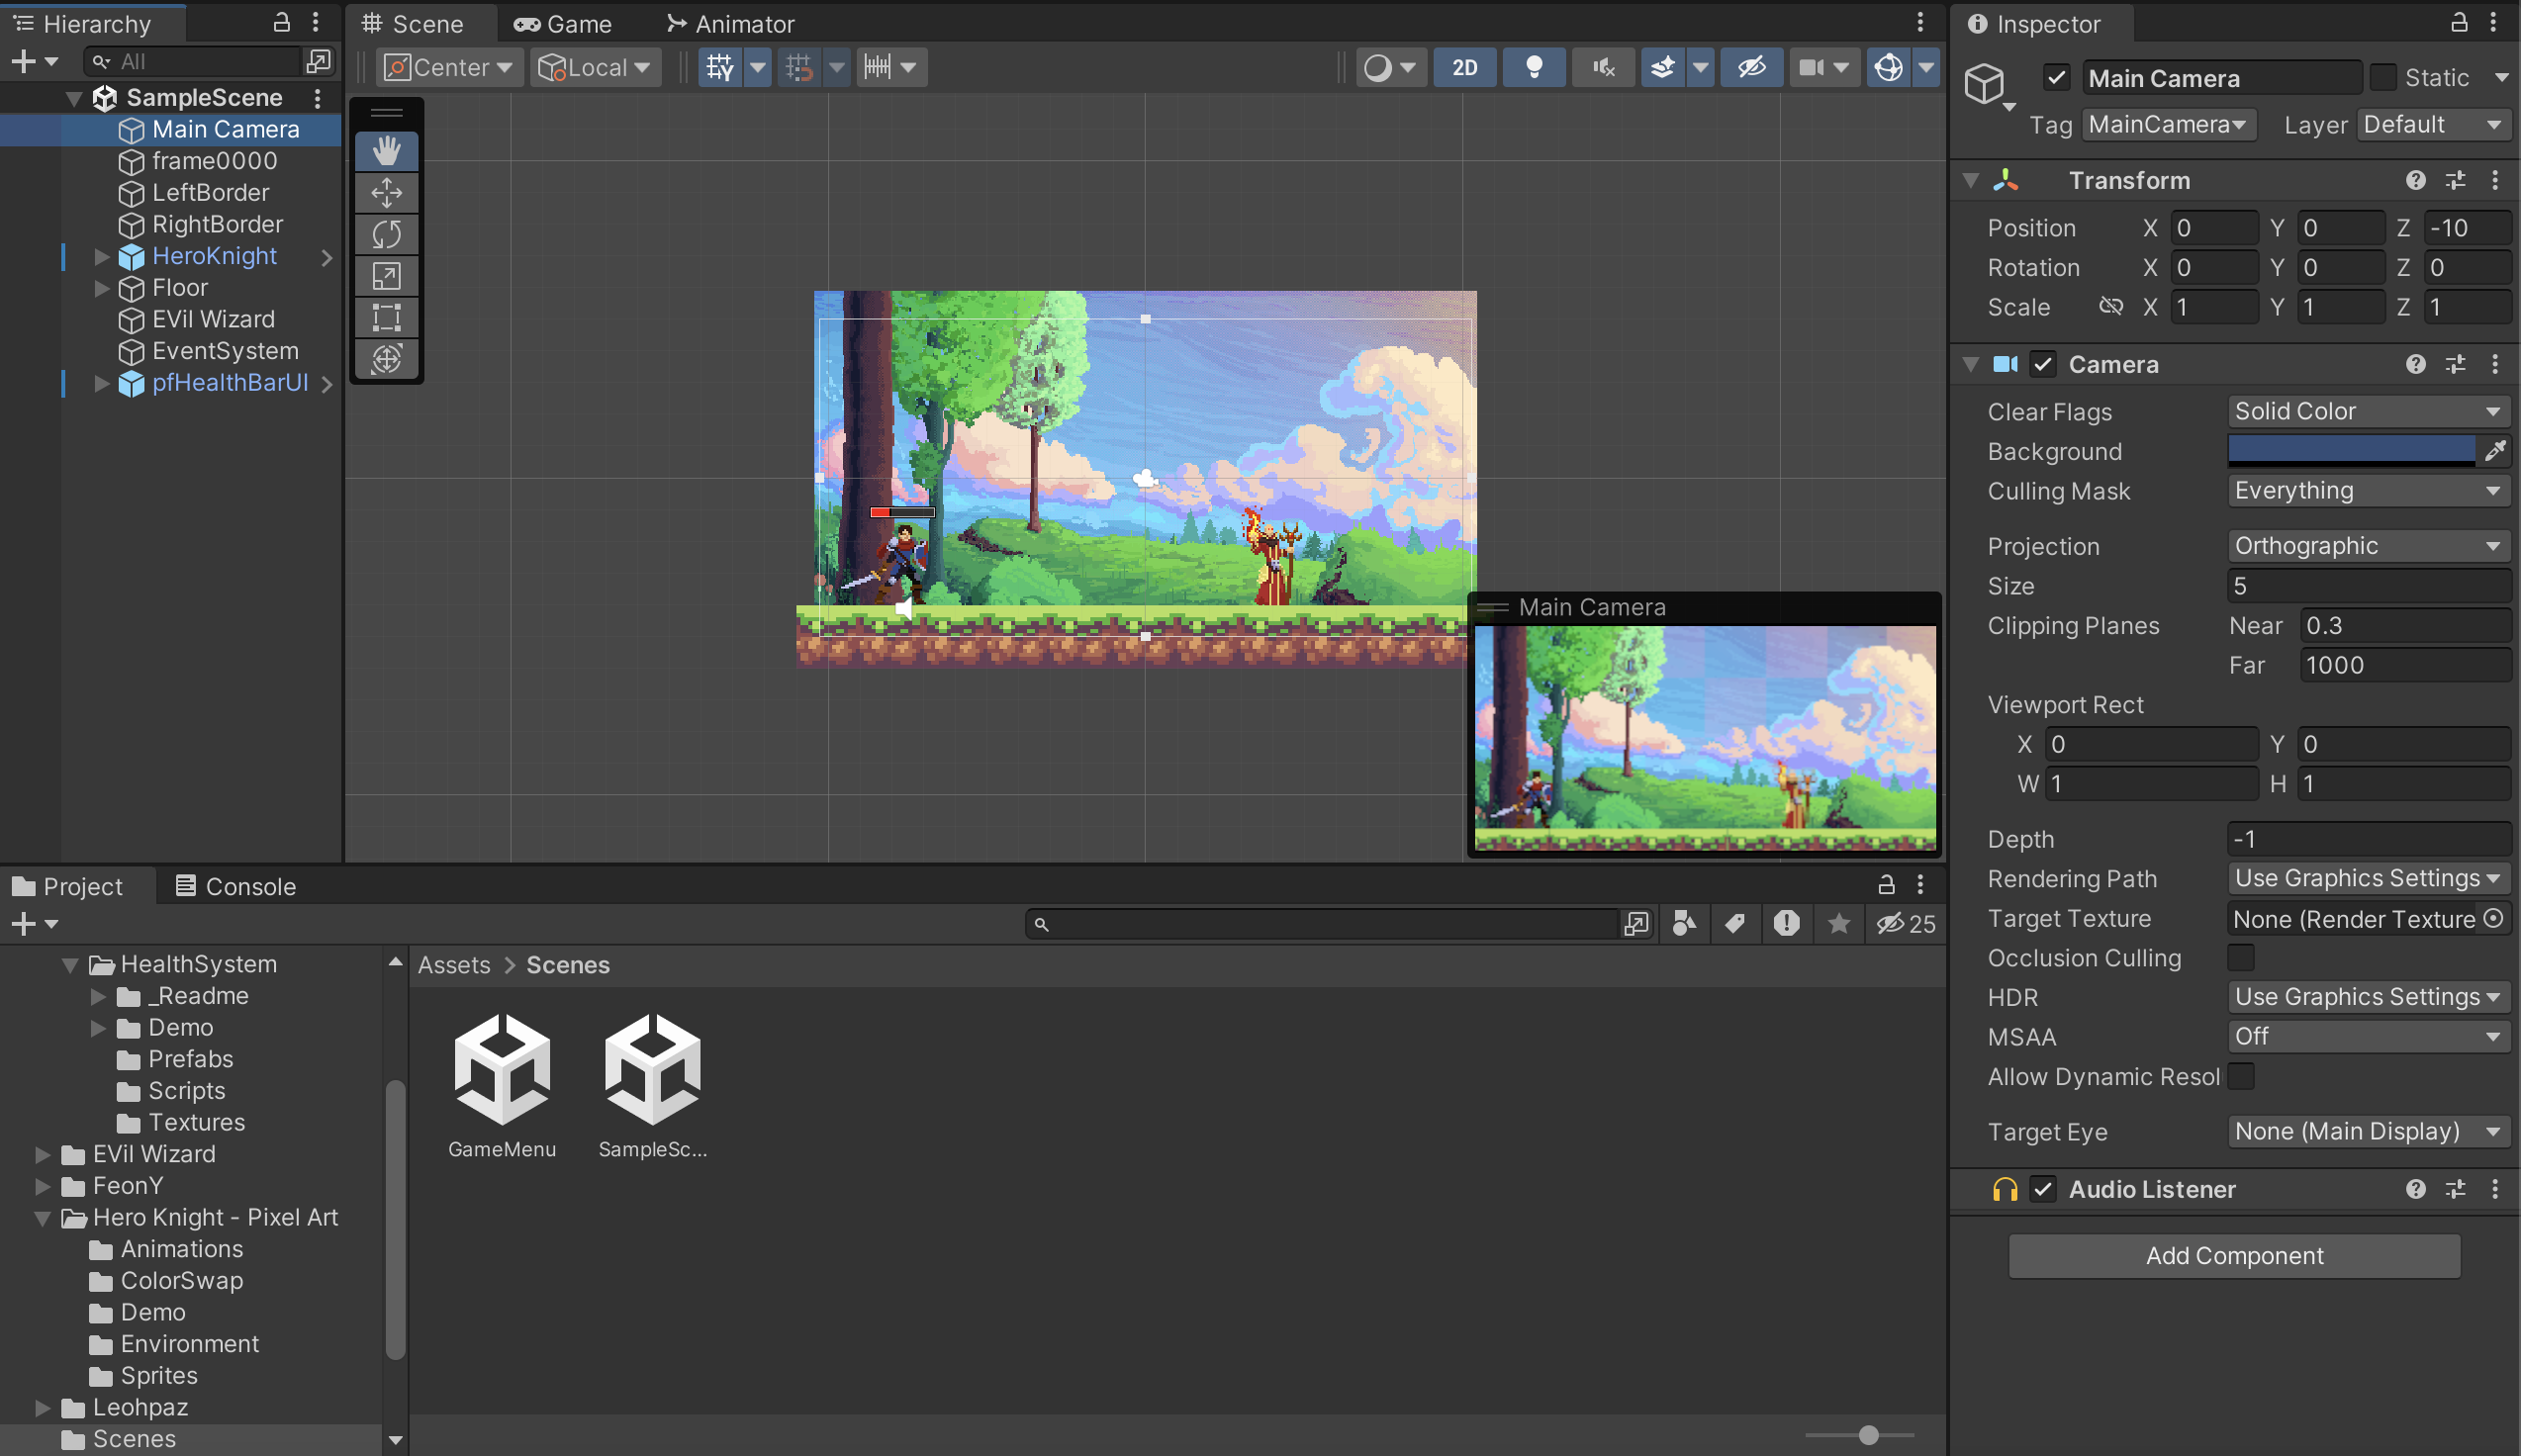 Hierarchy
All
SampleScene
Main Camera
frame0000
LeftBorder
RightBorder
HeroKnight
Floor
EVil Wizard
EventSystem
pfHealthBarUI
Scene
Game
Animator
Center
Local
2D
Main Camera
Inspector
Main Camera
Static
Tag MainCamera Layer Default
Transform
Position X 0 Y 0 Z -10
Rotation X 0 Y 0 Z 0
Scale X 1 Y 1 Z 1
Camera
Clear Flags Solid Color
Background
Culling Mask Everything
Projection Orthographic
Size 5
Clipping Planes Near 0.3
Far 1000
Viewport Rect
X 0 Y 0
W 1 H 1
Depth -1
Rendering Path Use Graphics Settings
Target Texture None (Render Texture
Occlusion Culling
HDR Use Graphics Settings
MSAA Off
Allow Dynamic Resol
Target Eye None (Main Display)
Audio Listener
Add Component
Project
Console
25
HealthSystem
_Readme
Demo
Prefabs
Scripts
Textures
EVil Wizard
FeonY
Hero Knight - Pixel Art
Animations
ColorSwap
Demo
Environment
Sprites
Leohpaz
Scenes
Assets > Scenes
GameMenu
SampleSc...